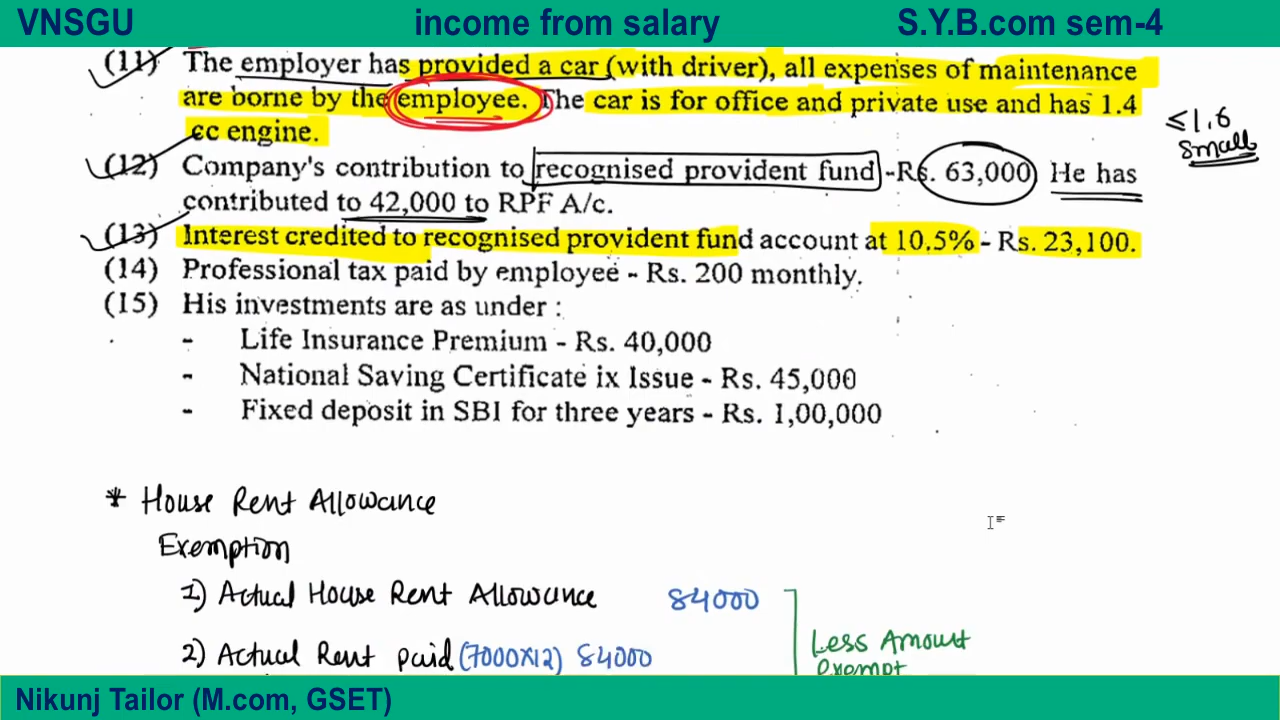 VNSGU income from salary S.Y.B.com sem-4
(11) The employer has provided a car (with driver), all expenses of maintenance
are borne by the employee. The car is for office and private use and has 1.4
cc engine.
≤1.6
Small
(12) Company's contribution to recognised provident fund -Rs. 63,000 He has
contributed to 42,000 to RPF A/c.
(13) Interest credited to recognised provident fund account at 10.5% - Rs. 23,100.
(14) Professional tax paid by employee - Rs. 200 monthly.
(15) His investments are as under :
- Life Insurance Premium - Rs. 40,000
- National Saving Certificate ix Issue - Rs. 45,000
- Fixed deposit in SBI for three years - Rs. 1,00,000
* House Rent Allowance
Exemption
1) Actual House Rent Allowance 84000
2) Actual Rent paid (7000X12) 84000
Less Amount
Exempt
Nikunj Tailor (M.com, GSET)